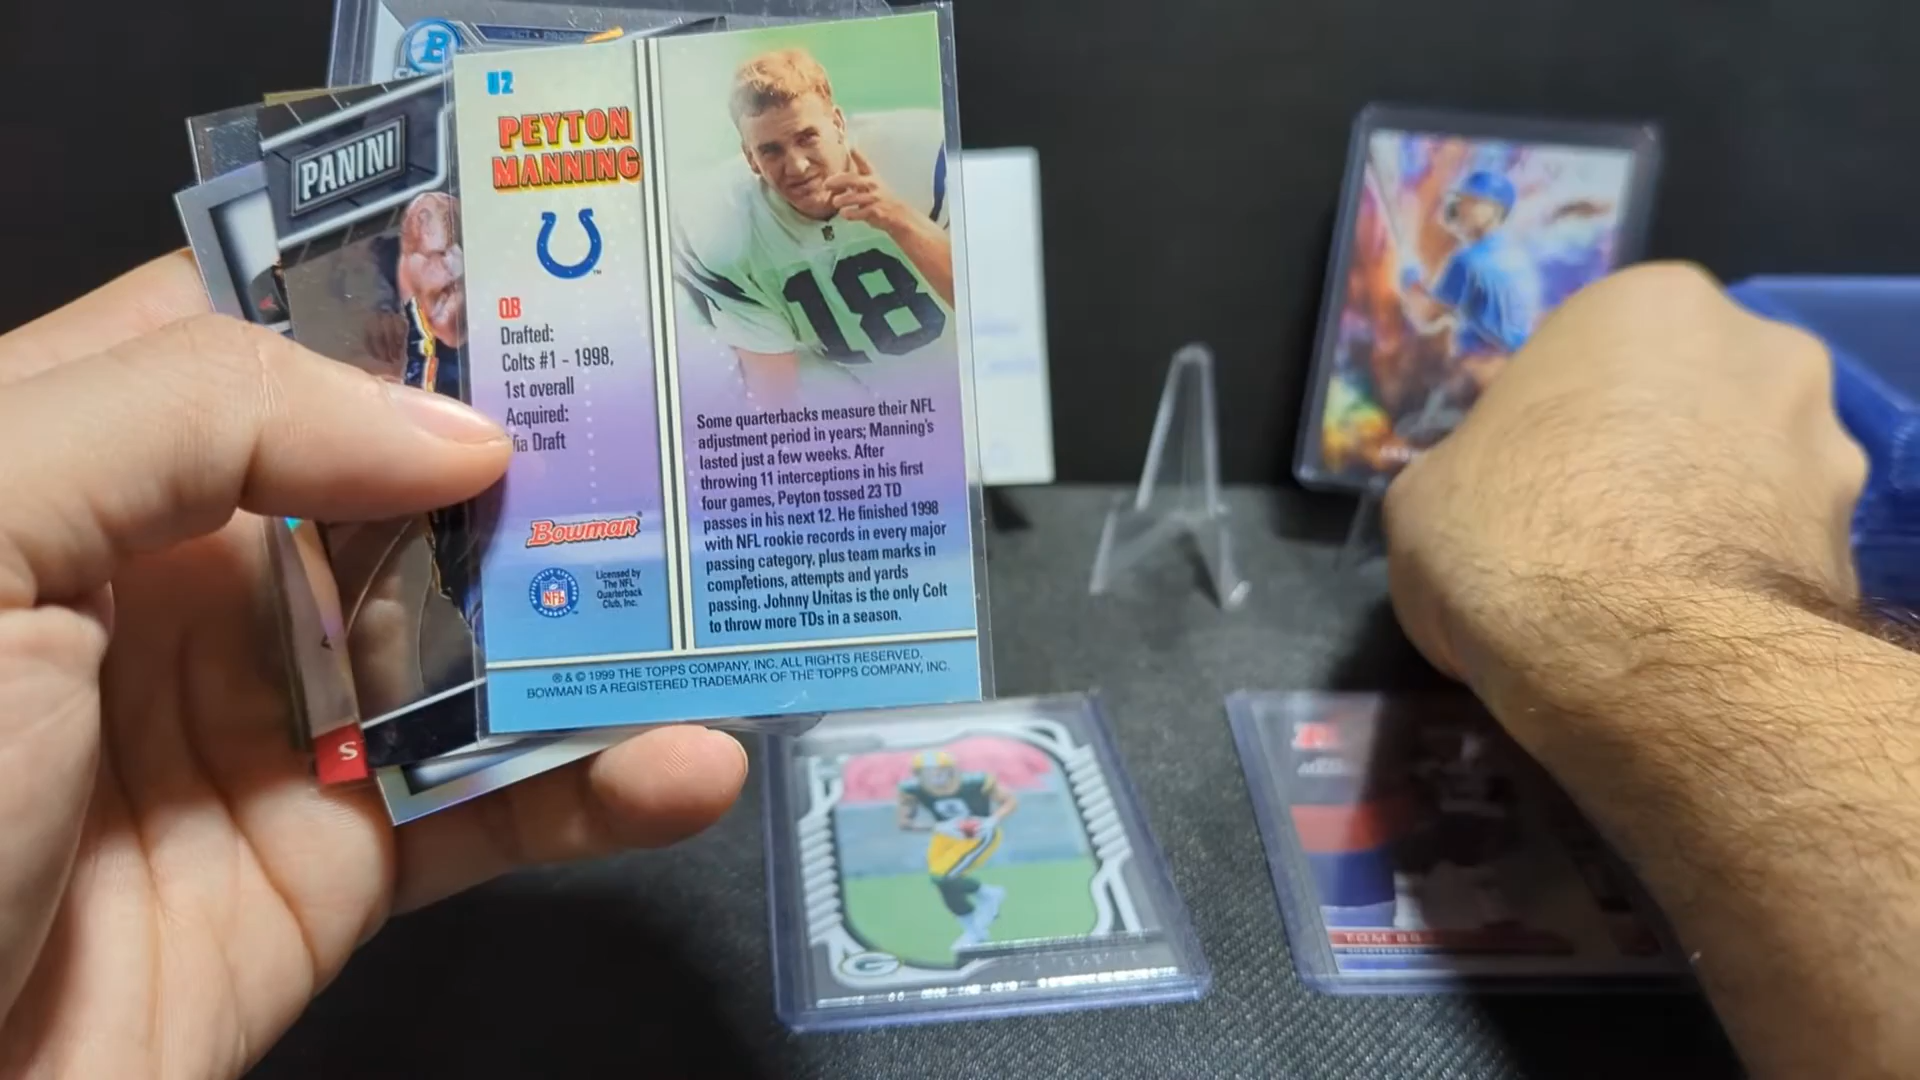 U2
PEYTON
MANNING
QB
Drafted:
Colts #1 - 1998,
1st overall
Acquired:
Via Draft
Bowman
Licensed by
The NFL
Quarterback
Club, Inc.
NFL
18
Some quarterbacks measure their NFL
adjustment period in years; Manning's
lasted just a few weeks. After
throwing 11 interceptions in his first
four games, Peyton tossed 23 TD
passes in his next 12. He finished 1998
with NFL rookie records in every major
passing category, plus team marks in
completions, attempts and yards
passing. Johnny Unitas is the only Colt
to throw more TDs in a season.
® & © 1999 THE TOPPS COMPANY, INC. ALL RIGHTS RESERVED.
BOWMAN IS A REGISTERED TRADEMARK OF THE TOPPS COMPANY, INC.
PANINI
B
S
G
TOM